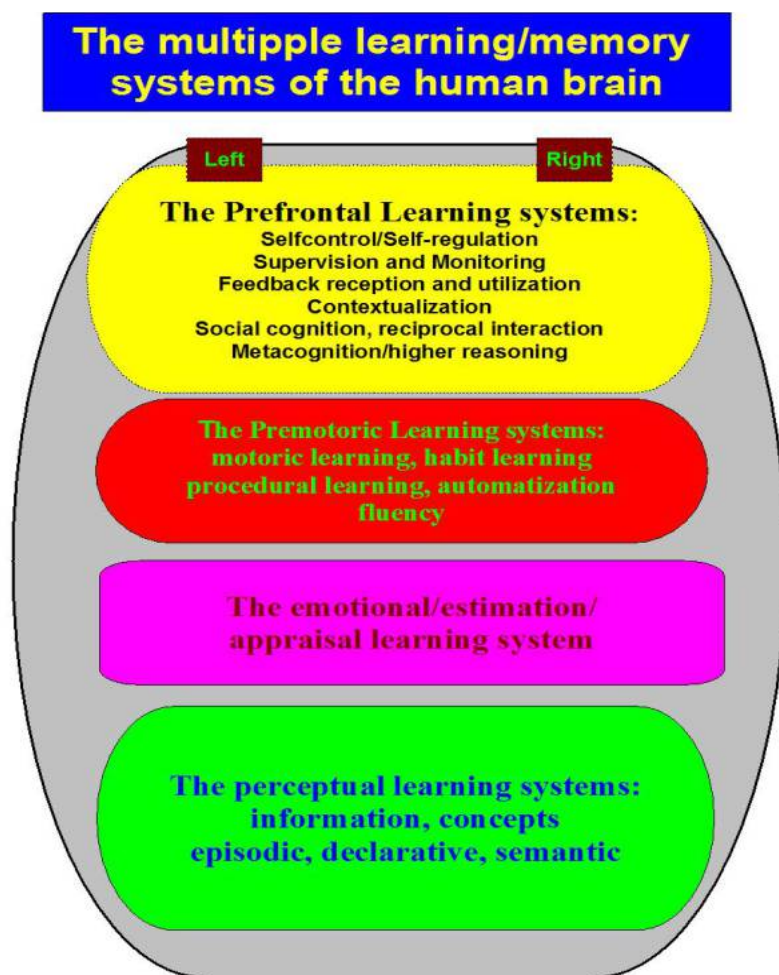 The multipple learning/memory
systems of the human brain
Left
Right
The Prefrontal Learning systems:
Selfcontrol/Self-regulation
Supervision and Monitoring
Feedback reception and utilization
Contextualization
Social cognition, reciprocal interaction
Metacognition/higher reasoning
The Premotoric Learning systems:
motoric learning, habit learning
procedural learning, automatization
fluency
The emotional/estimation/
appraisal learning system
The perceptual learning systems:
information, concepts
episodic, declarative, semantic